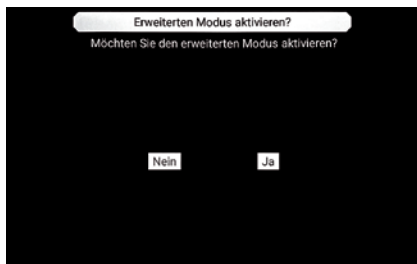 Erweiterten Modus aktivieren?
Möchten Sie den erweiterten Modus aktivieren?
Nein Ja